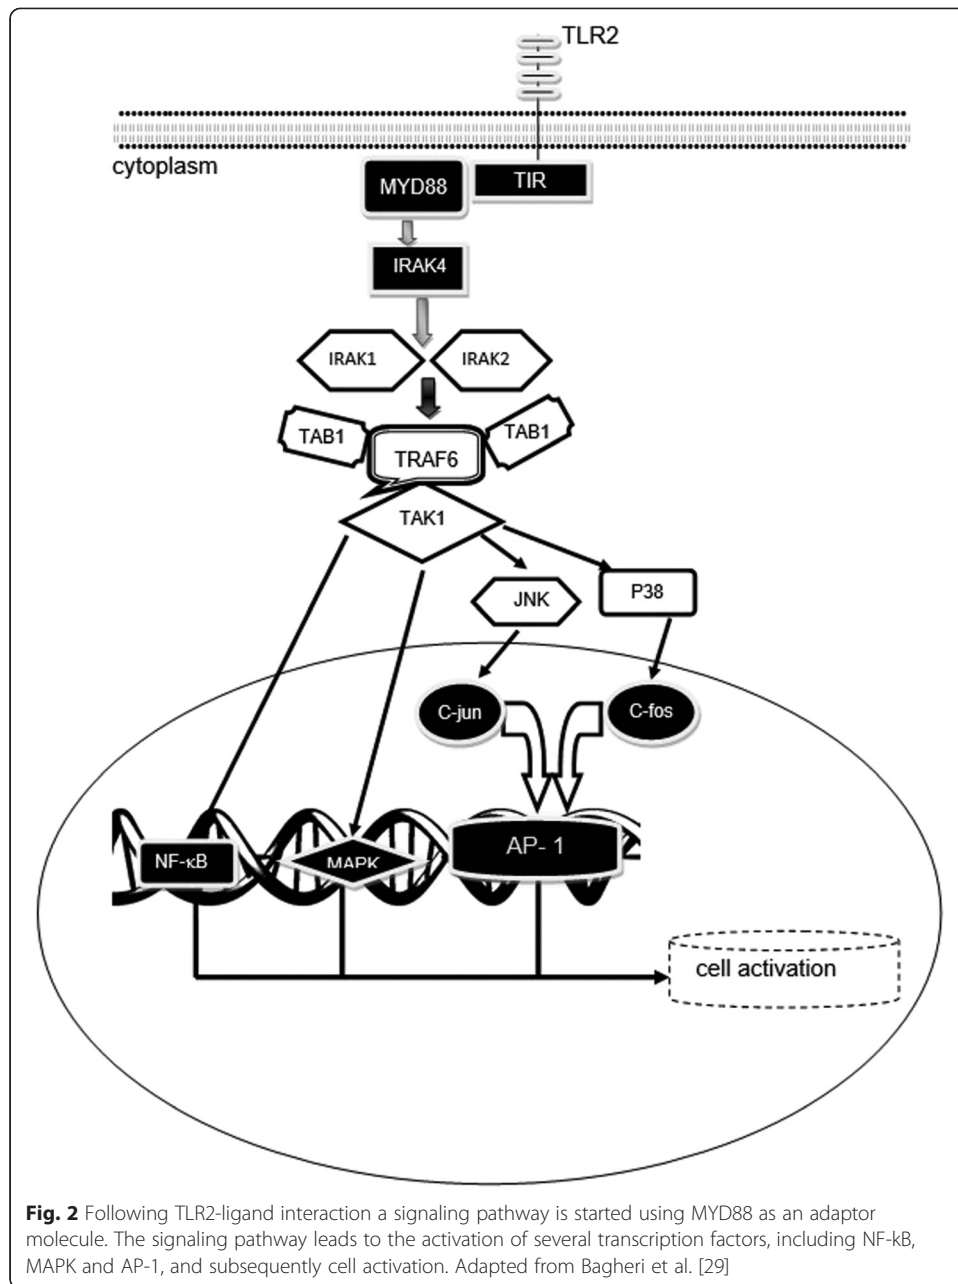 TLR2
cytoplasm
MYD88
TIR
IRAK4
IRAK1
IRAK2
TAB1
TRAF6
TAB1
TAK1
JNK
P38
C-jun
C-fos
NF-κB
MAPK
AP- 1
cell activation
Fig. 2 Following TLR2-ligand interaction a signaling pathway is started using MYD88 as an adaptor
molecule. The signaling pathway leads to the activation of several transcription factors, including NF-kB,
MAPK and AP-1, and subsequently cell activation. Adapted from Bagheri et al. [29]